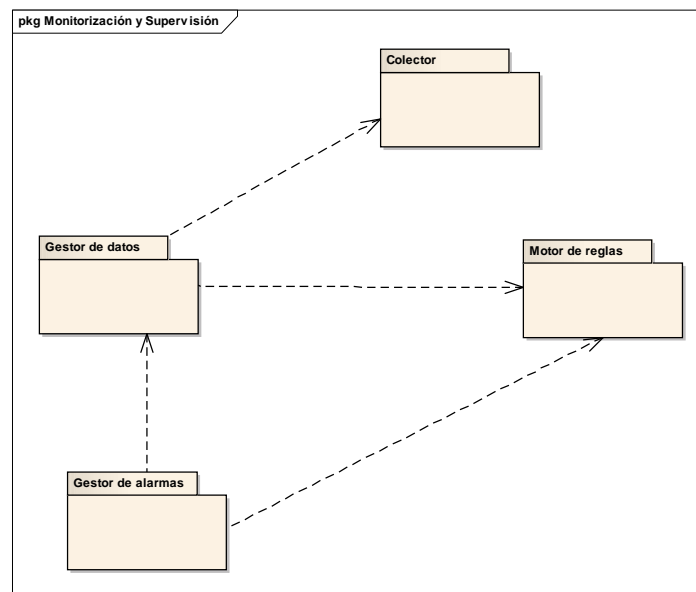 pkg Monitorización y Supervisión
Colector
Gestor de datos
Motor de reglas
Gestor de alarmas